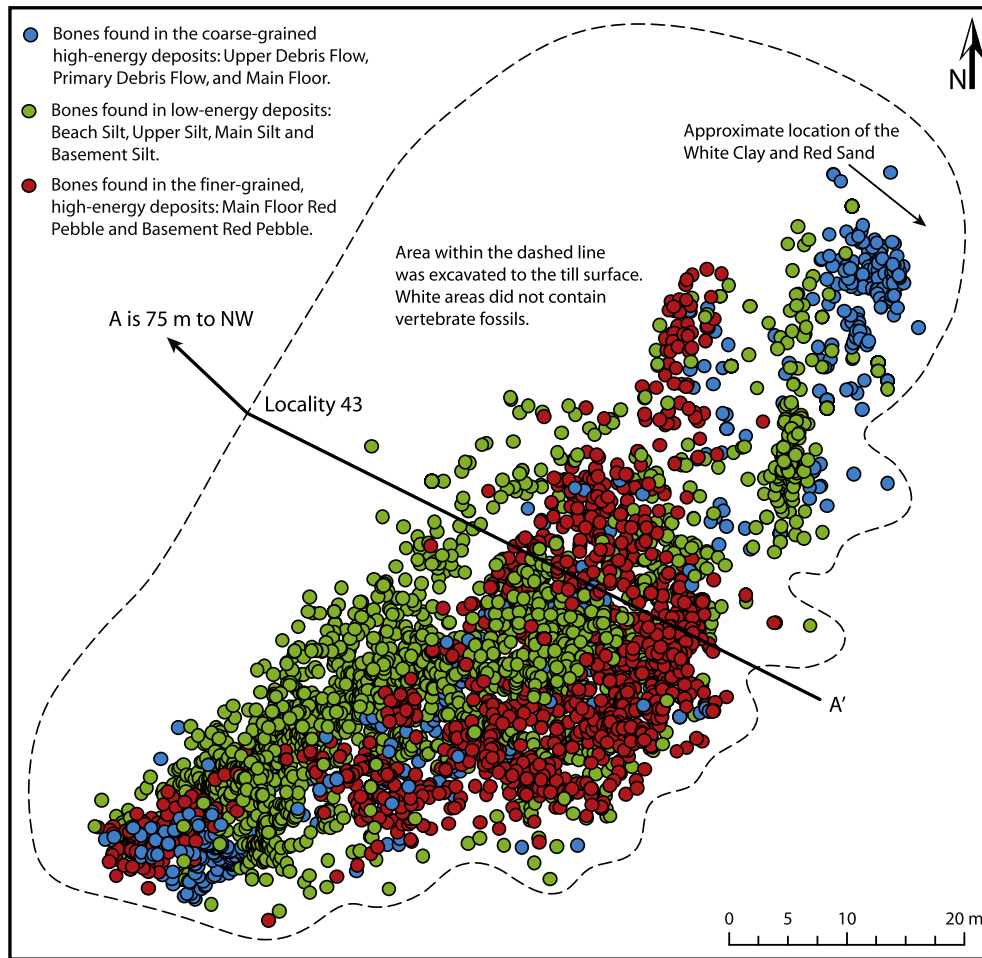 Bones found in the coarse-grained
high-energy deposits: Upper Debris Flow,
Primary Debris Flow, and Main Floor.
Bones found in low-energy deposits:
Beach Silt, Upper Silt, Main Silt and
Basement Silt.
Bones found in the finer-grained,
high-energy deposits: Main Floor Red
Pebble and Basement Red Pebble.
N
Approximate location of the
White Clay and Red Sand
Area within the dashed line
was excavated to the till surface.
White areas did not contain
vertebrate fossils.
A is 75 m to NW
Locality 43
A′
0 5 10 20 m